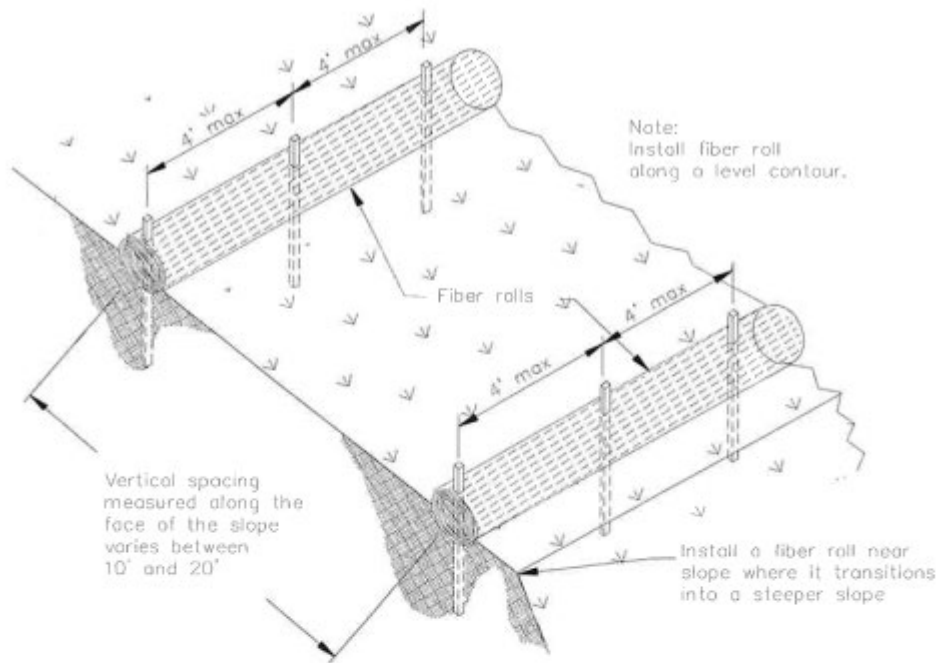 4' max
4' max
Note:
Install fiber roll
along a level contour.
Fiber rolls
4' max
4' max
Vertical spacing
measured along the
face of the slope
varies between
10' and 20'
Install a fiber roll near
slope where it transitions
into a steeper slope